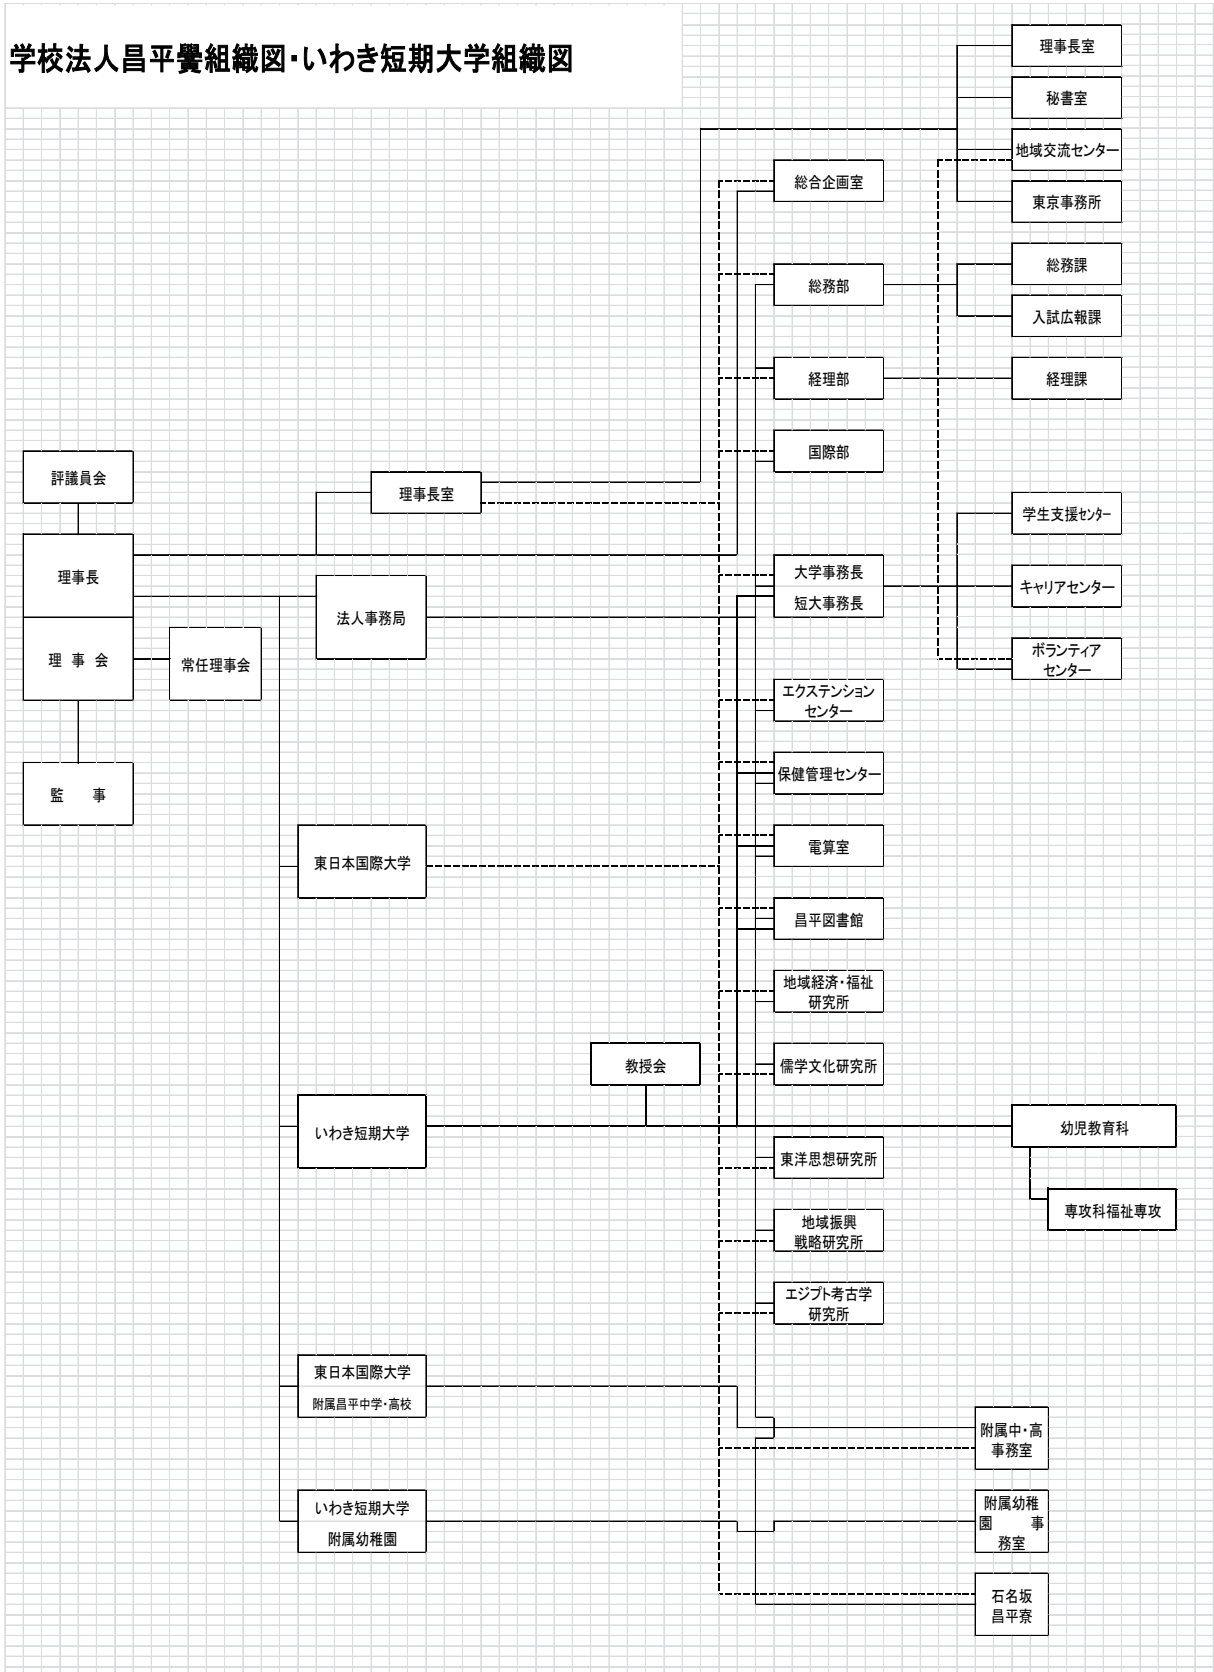 学校法人昌平黌組織図・いわき短期大学組織図
理事長室
秘書室
地域交流センター
東京事務所
総合企画室
総務部
総務課
入試広報課
経理部
経理課
国際部
評議員会
理事長室
学生支援センター
理事長
大学事務長
短大事務長
キャリアセンター
法人事務局
理 事 会
常任理事会
ボランティア
センター
エクステンション
センター
保健管理センター
監 事
電算室
東日本国際大学
昌平図書館
地域経済・福祉
研究所
教授会
儒学文化研究所
いわき短期大学
幼児教育科
東洋思想研究所
専攻科福祉専攻
地域振興
戦略研究所
エジプト考古学
研究所
東日本国際大学
附属昌平中学・高校
附属中・高
事務室
いわき短期大学
附属幼稚園
附属幼稚
園 事
務室
石名坂
昌平寮